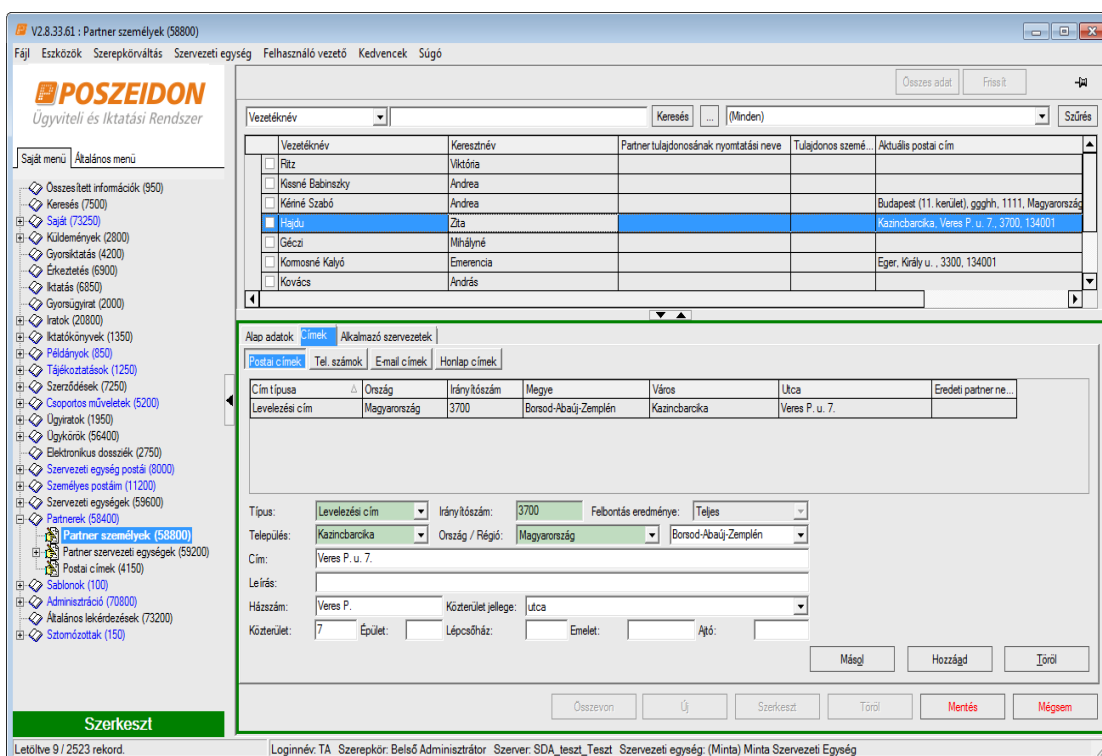 V2.8.33.61 : Partner személyek (58800)
Fájl Eszközök Szerepkörváltás Szervezeti egység Felhasználó vezető Kedvencek Súgó
POSZEIDON
Ügyviteli és Iktatási Rendszer
Összes adat Frissít
Vezetéknév Keresés ... (Minden) Szűrés
Saját menü Általános menü
Összesített információk (950)
Keresés (7500)
Saját (73250)
Küldemények (2800)
Gyorsiktatás (4200)
Érkeztetés (6900)
Iktatás (6850)
Gyorsügyirat (2000)
Iratok (20800)
Iktatókönyvek (1350)
Példányok (850)
Tájékoztatások (1250)
Szerződések (7250)
Csoportos műveletek (5200)
Ügyiratok (1950)
Ügykörök (56400)
Elektronikus dossziék (2750)
Szervezeti egység postái (8000)
Személyes postáim (11200)
Szervezeti egységek (59600)
Partnerek (58400)
Partner személyek (58800)
Partner szervezeti egységek (59200)
Postai címek (4150)
Sablonok (100)
Adminisztráció (70800)
Általános lekérdezések (73200)
Sztornózottak (150)
Szerkeszt
Vezetéknév Keresztnév Partner tulajdonosának nyomtatási neve Tulajdonos szemé... Aktuális postai cím
Ritz Viktória
Kissné Babinszky Andrea
Kériné Szabó Andrea Budapest (11. kerület), ggghh, 1111, Magyarország
Hajdu Zita Kazincbarcika, Veres P. u. 7., 3700, 134001
Géczi Mihályné
Kormosné Kalyó Emerencia Eger, Király u. , 3300, 134001
Kovács András
Alap adatok Címek Alkalmazó szervezetek
Postai címek Tel. számok E-mail címek Honlap címek
Cím típusa Ország Irányítószám Megye Város Utca Eredeti partner ne...
Levelezési cím Magyarország 3700 Borsod-Abaúj-Zemplén Kazincbarcika Veres P. u. 7.
Típus: Levelezési cím Irányítószám: 3700 Felbontás eredménye: Teljes
Település: Kazincbarcika Ország / Régió: Magyarország Borsod-Abaúj-Zemplén
Cím: Veres P. u. 7.
Leírás:
Házszám: Veres P. Közterület jellege: utca
Közterület: 7 Épület: Lépcsőház: Emelet: Ajtó:
Másol Hozzáad Töröl
Összevon Új Szerkeszt Töröl Mentés Mégsem
Letöltve 9 / 2523 rekord. Loginnév: TA Szerepkör: Belső Adminisztrátor Szerver: SDA_teszt_Teszt Szervezeti egység: (Minta) Minta Szervezeti Egység